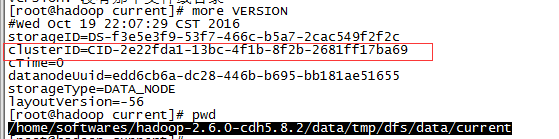 [root@hadoop current]# more VERSION
#Wed Oct 19 22:07:29 CST 2016
storageID=DS-f3e5e3f9-53f7-466c-b5a7-2cac549f2f2c
clusterID=CID-2e22fda1-13bc-4f1b-8f2b-2681ff17ba69
cTime=0
datanodeUuid=edd6cb6a-dc28-446b-b695-bb181ae51655
storageType=DATA_NODE
layoutVersion=-56
[root@hadoop current]# pwd
/home/softwares/hadoop-2.6.0-cdh5.8.2/data/tmp/dfs/data/current